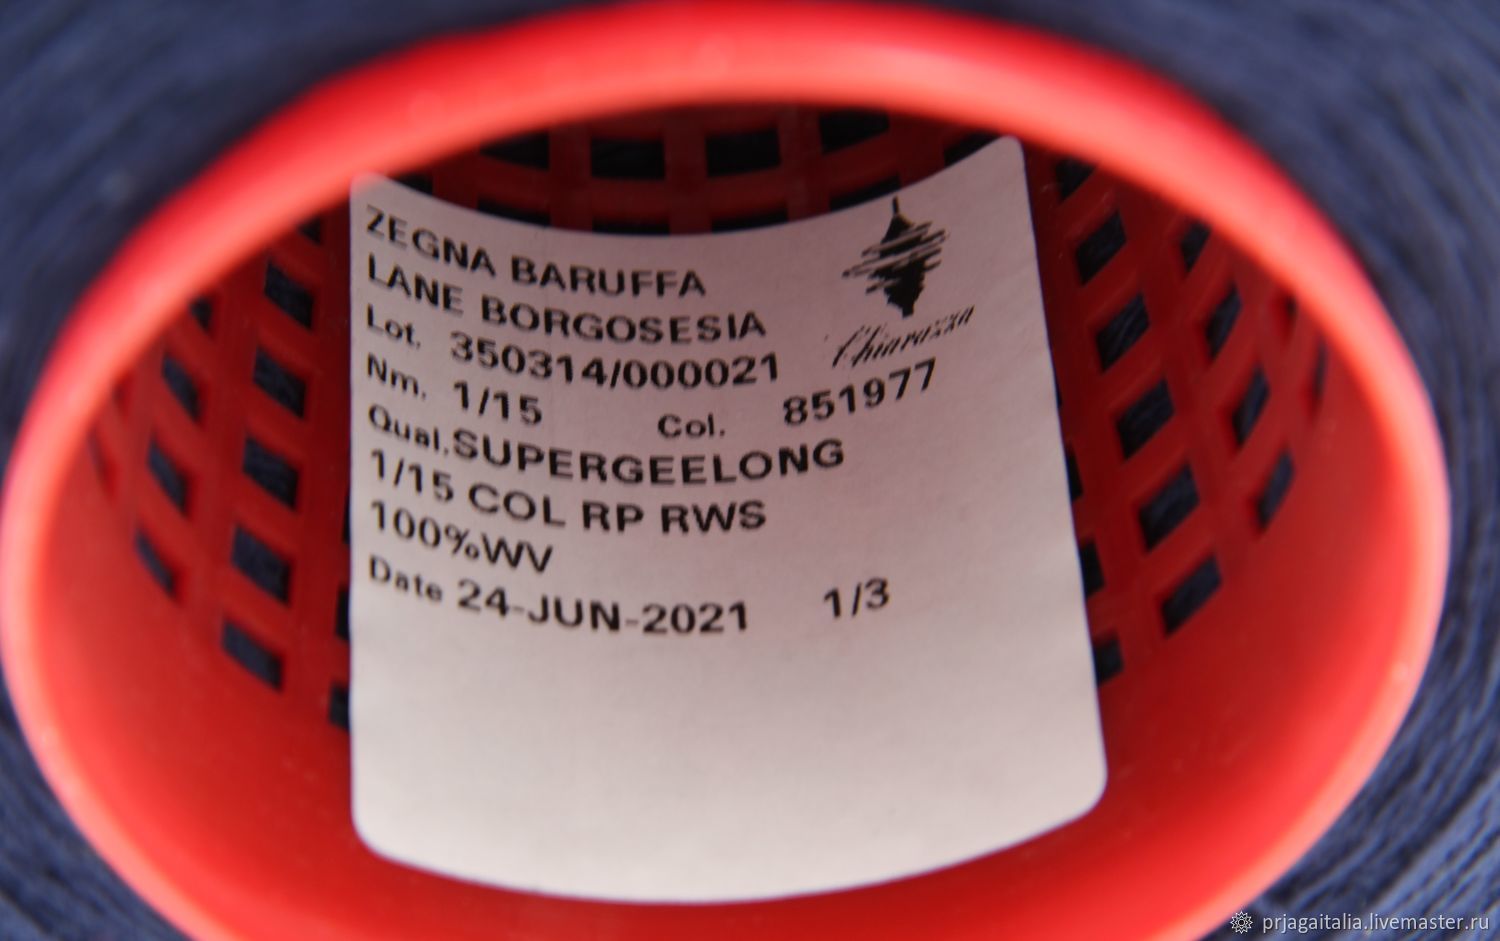 ZEGNA BARUFFA
LANE BORGOSESIA
Chiavazza
Lot. 350314/000021
Nm. 1/15 Col. 851977
Qual.SUPERGEELONG
1/15 COL RP RWS
100%WV
Date 24-JUN-2021 1/3
prjagaitalia.livemaster.ru